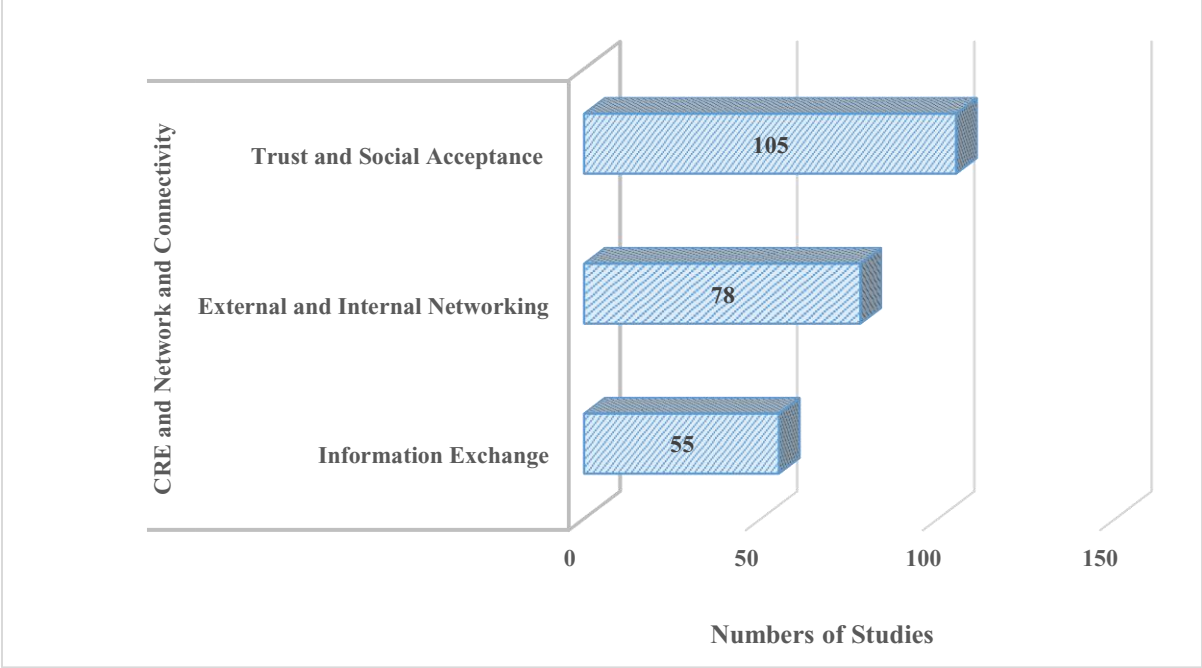 CRE and Network and Connectivity
Trust and Social Acceptance
105
External and Internal Networking
78
Information Exchange
55
0
50
100
150
Numbers of Studies